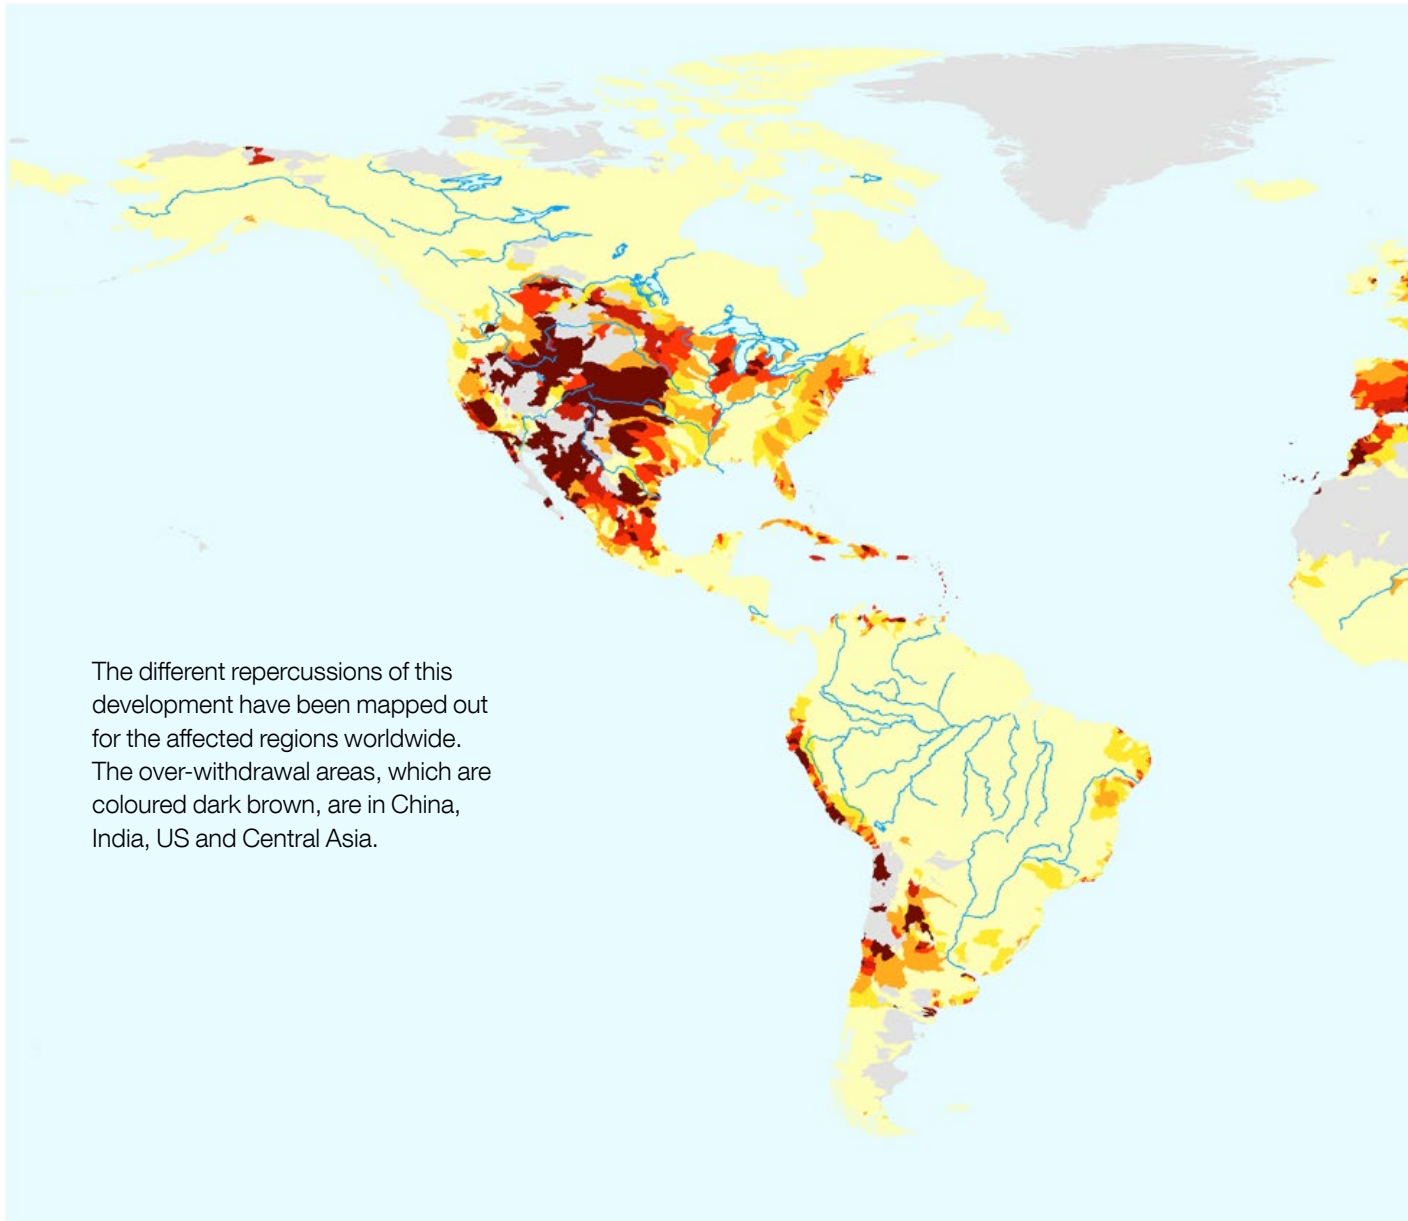 The different repercussions of this
development have been mapped out
for the affected regions worldwide.
The over-withdrawal areas, which are
coloured dark brown, are in China,
India, US and Central Asia.